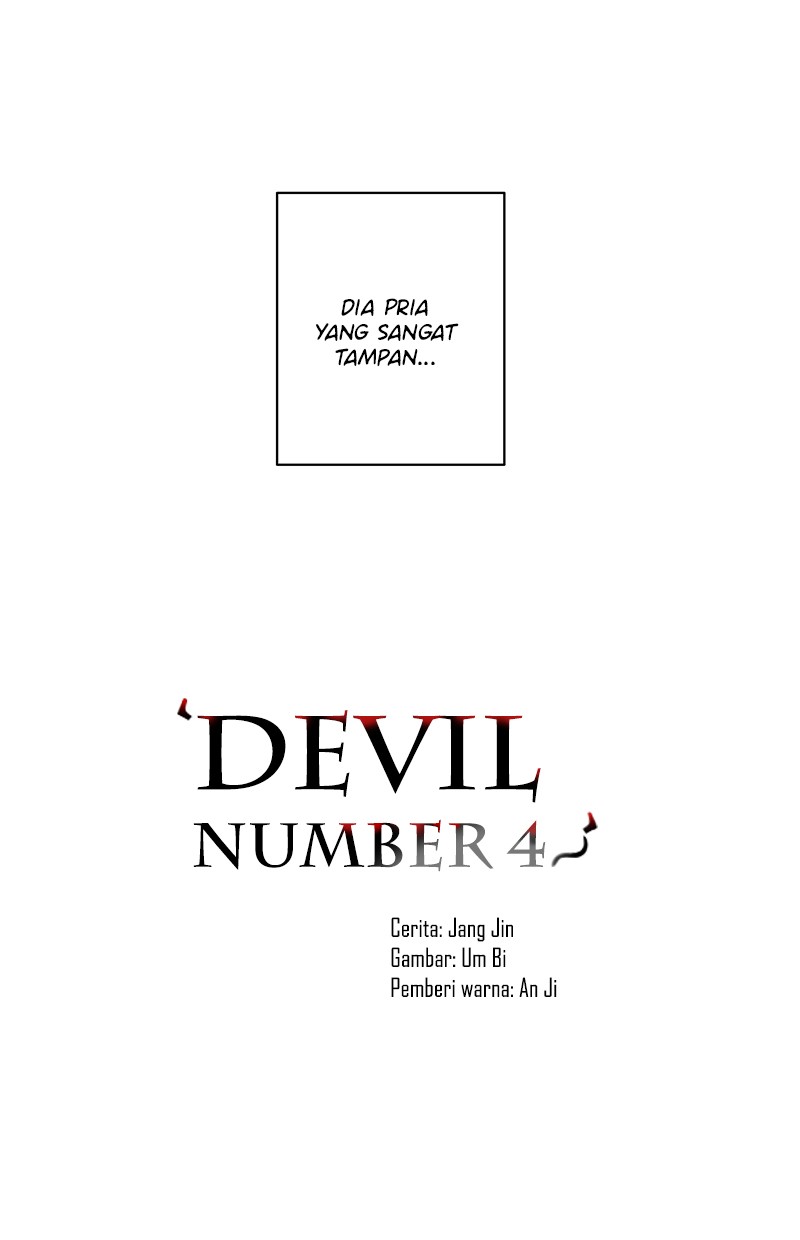 DIA PRIA
YANG SANGAT
TAMPAN...
DEVIL
NUMBER 4
Cerita: Jang Jin
Gambar: Um Bi
Pemberi warna: An Ji